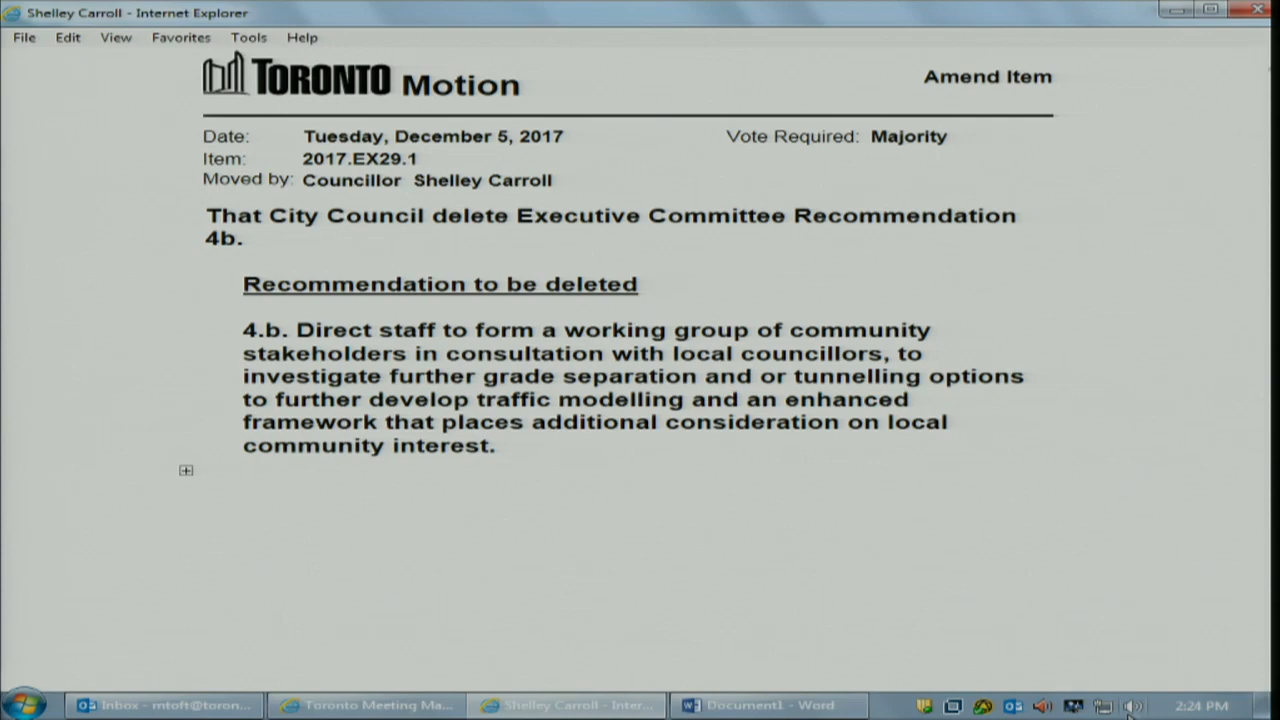 Shelley Carroll - Internet Explorer
File Edit View Favorites Tools Help
TORONTO Motion
Amend Item
Date: Tuesday, December 5, 2017
Vote Required: Majority
Item: 2017.EX29.1
Moved by: Councillor Shelley Carroll
That City Council delete Executive Committee Recommendation
4b.
Recommendation to be deleted
4.b. Direct staff to form a working group of community
stakeholders in consultation with local councillors, to
investigate further grade separation and or tunnelling options
to further develop traffic modelling and an enhanced
framework that places additional consideration on local
community interest.
Inbox - mtoft@toron... Toronto Meeting Ma... Shelley Carroll - Inter... Document1 - Word 2:24 PM